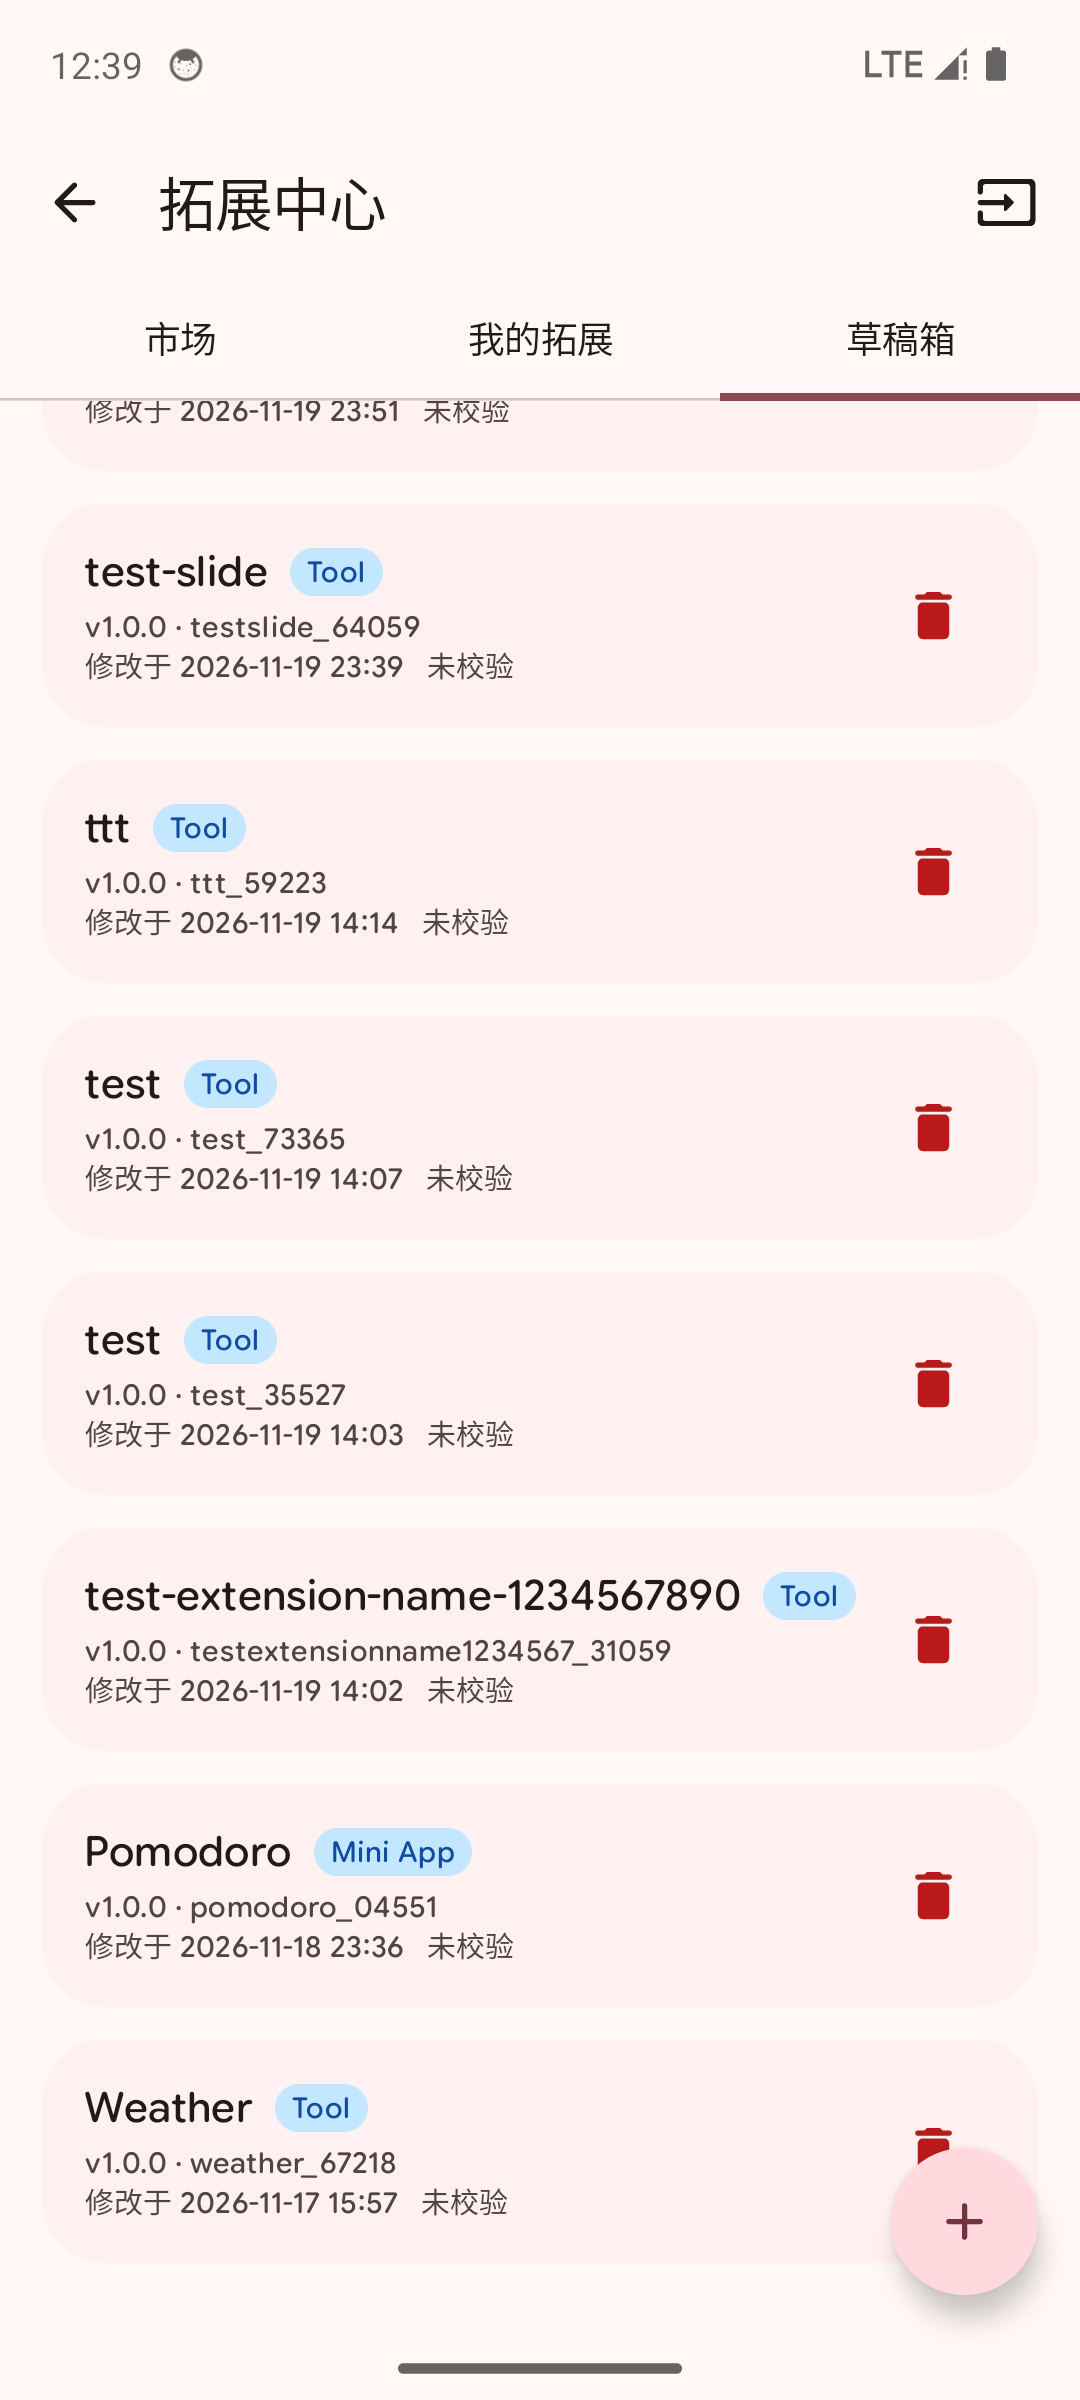 12:39 LTE
拓展中心
市场 我的拓展 草稿箱
修改于 2026-11-19 23:51 未校验
test-slide Tool
v1.0.0 · testslide_64059
修改于 2026-11-19 23:39 未校验
ttt Tool
v1.0.0 · ttt_59223
修改于 2026-11-19 14:14 未校验
test Tool
v1.0.0 · test_73365
修改于 2026-11-19 14:07 未校验
test Tool
v1.0.0 · test_35527
修改于 2026-11-19 14:03 未校验
test-extension-name-1234567890 Tool
v1.0.0 · testextensionname1234567_31059
修改于 2026-11-19 14:02 未校验
Pomodoro Mini App
v1.0.0 · pomodoro_04551
修改于 2026-11-18 23:36 未校验
Weather Tool
v1.0.0 · weather_67218
修改于 2026-11-17 15:57 未校验